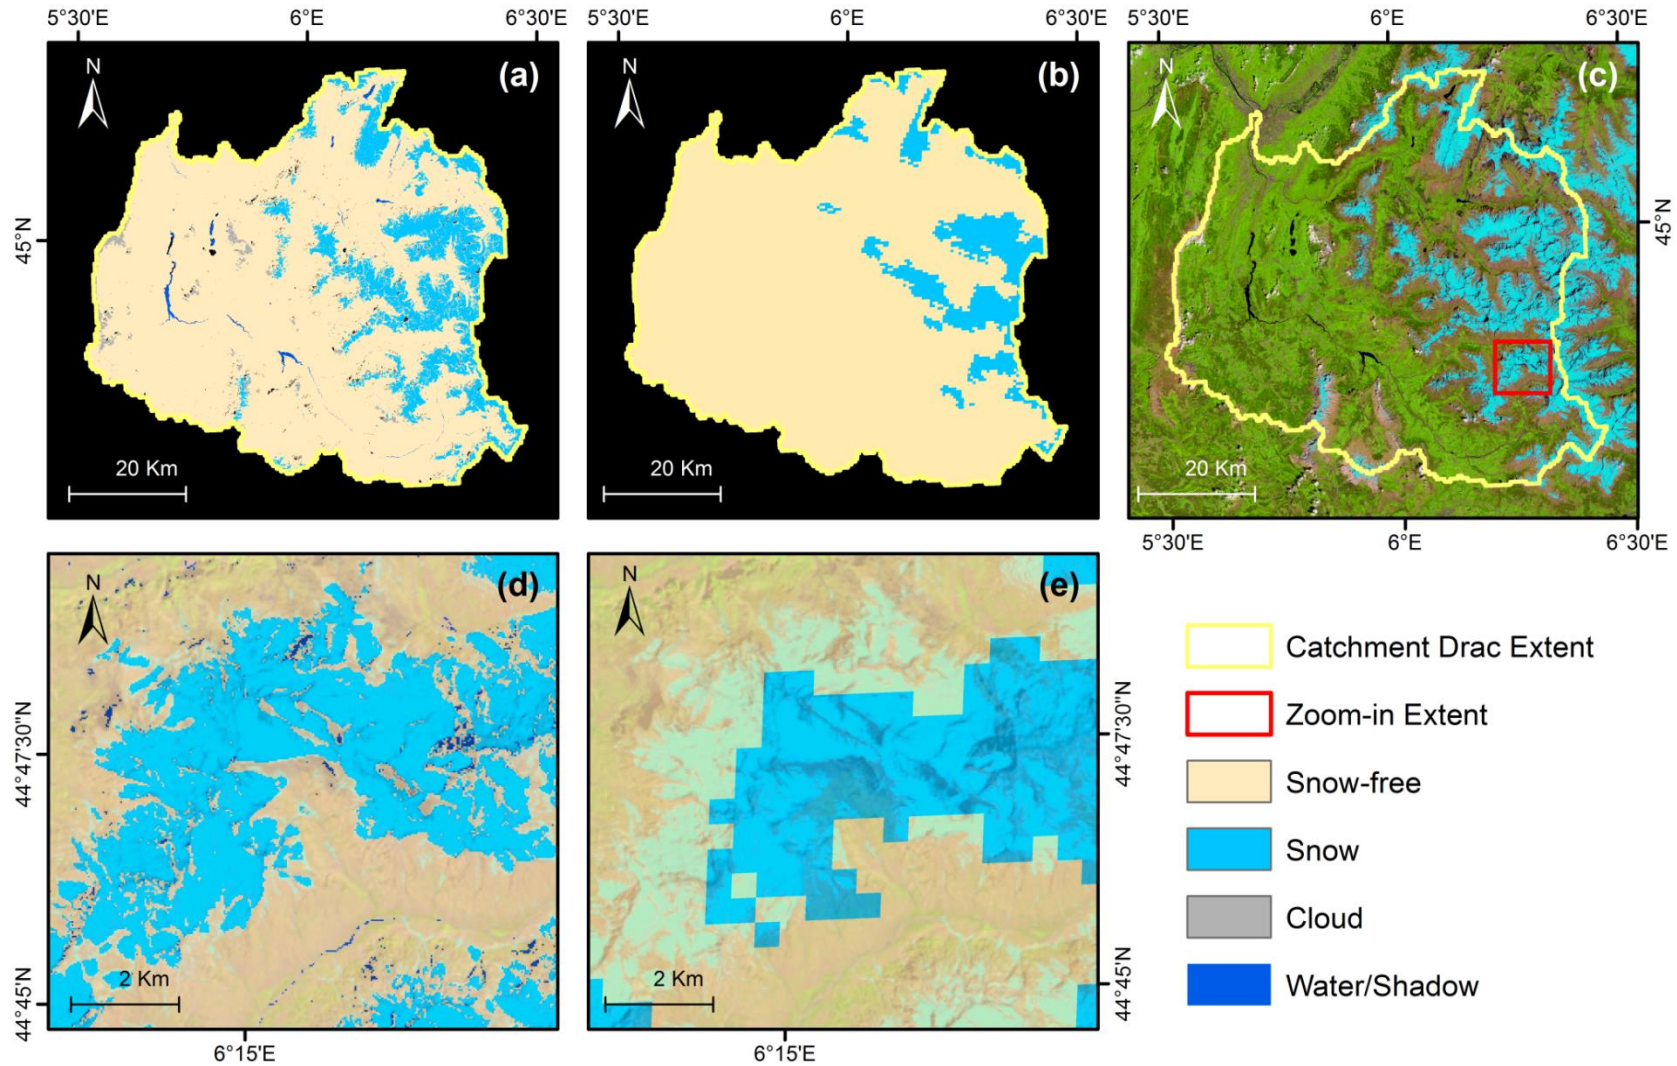 5°30'E 6°E 6°30'E 5°30'E 6°E 6°30'E 5°30'E 6°E 6°30'E
N (a) N (b) N (c)
45°N 45°N
20 Km 20 Km 20 Km
5°30'E 6°E 6°30'E
N (d) N (e)
Catchment Drac Extent
Zoom-in Extent
44°47'30"N 44°47'30"N
Snow-free
Snow
Cloud
2 Km 2 Km
Water/Shadow
44°45'N 44°45'N
6°15'E 6°15'E